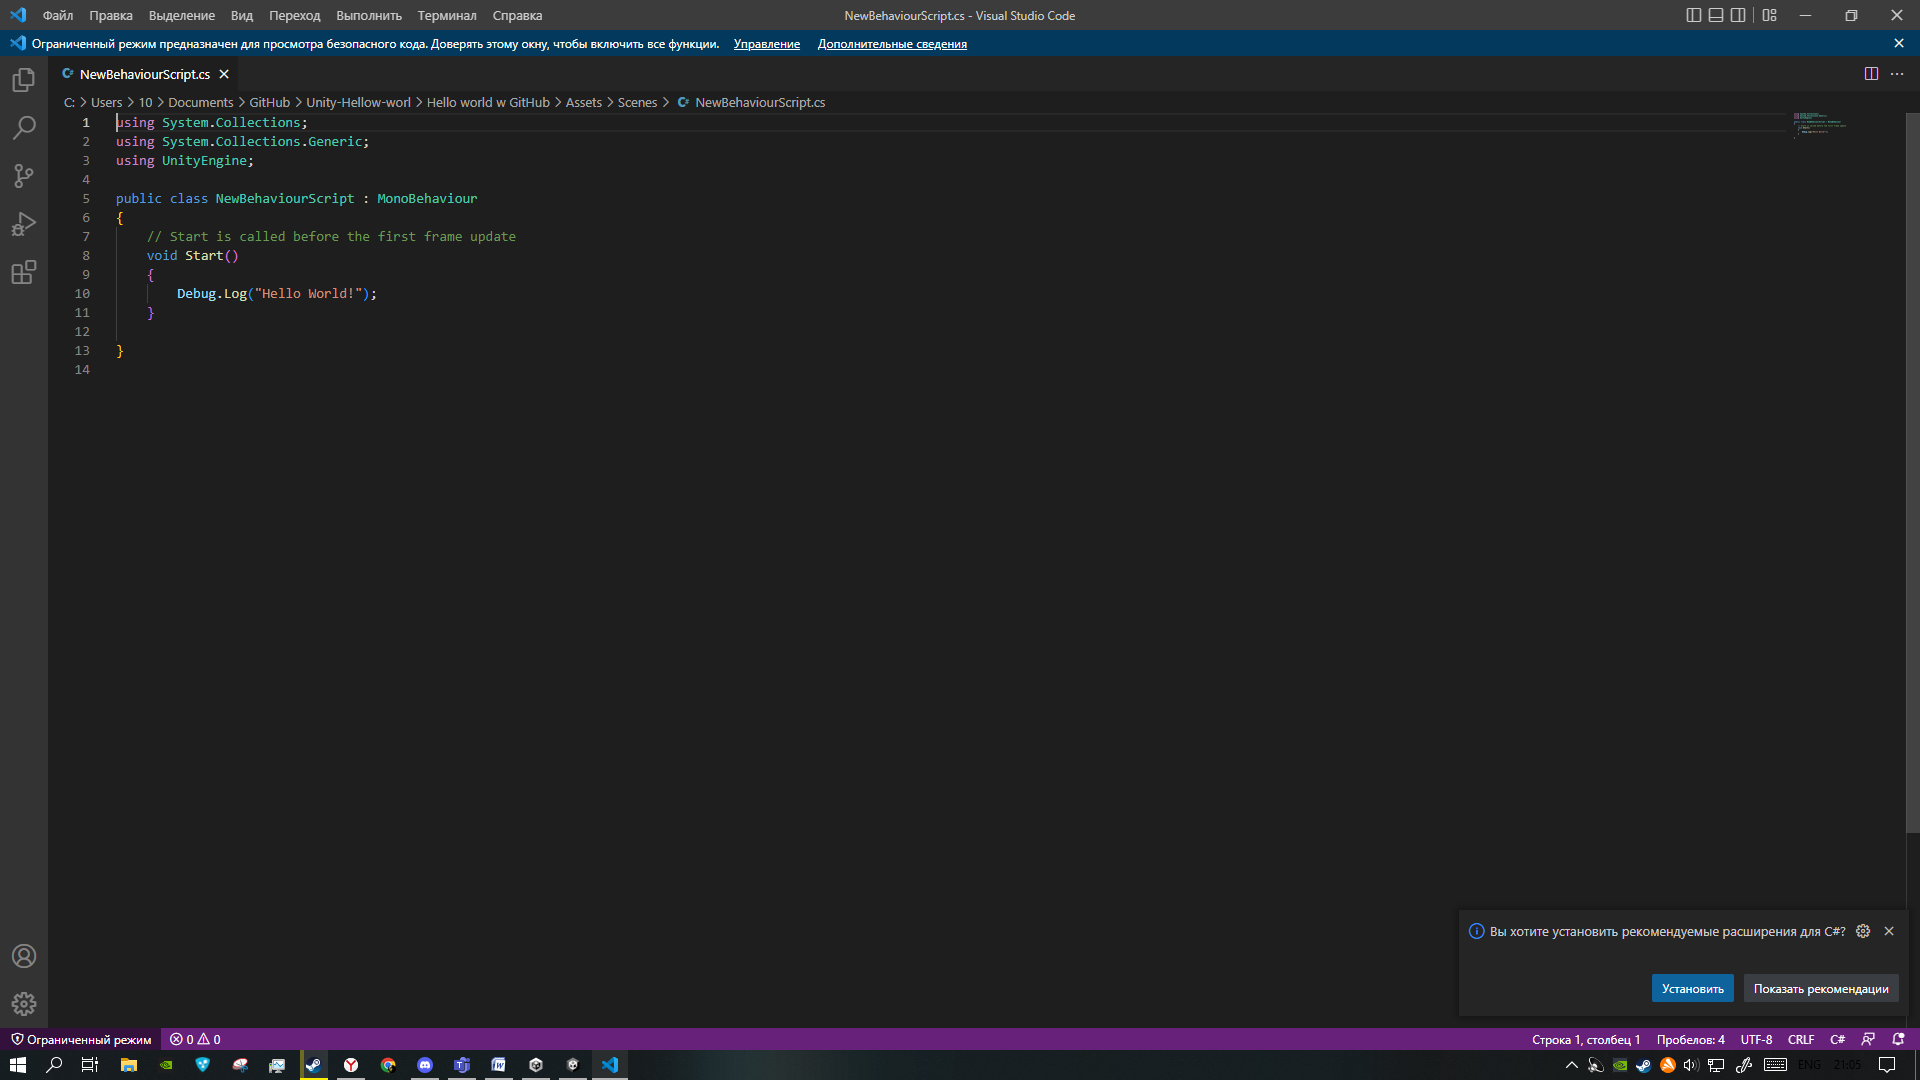 Файл Правка Выделение Вид Переход Выполнить Терминал Справка NewBehaviourScript.cs - Visual Studio Code
Ограниченный режим предназначен для просмотра безопасного кода. Доверять этому окну, чтобы включить все функции. Управление Дополнительные сведения
NewBehaviourScript.cs
C: > Users > 10 > Documents > GitHub > Unity-Hellow-worl > Hello world w GitHub > Assets > Scenes > NewBehaviourScript.cs
1 using System.Collections;
2 using System.Collections.Generic;
3 using UnityEngine;
4
5 public class NewBehaviourScript : MonoBehaviour
6 {
7 // Start is called before the first frame update
8 void Start()
9 {
10 Debug.Log("Hello World!");
11 }
12
13 }
14
Вы хотите установить рекомендуемые расширения для C#?
Установить Показать рекомендации
Ограниченный режим 0 0 Строка 1, столбец 1 Пробелов: 4 UTF-8 CRLF C#
ENG 21:05